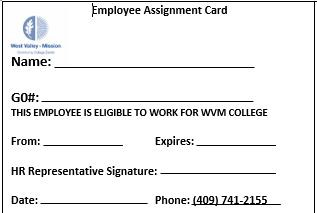 Employee Assignment Card
West Valley - Mission
Name:
G0#:
THIS EMPLOYEE IS ELIGIBLE TO WORK FOR WVM COLLEGE
From: Expires:
HR Representative Signature:
Date: Phone: (409) 741-2155